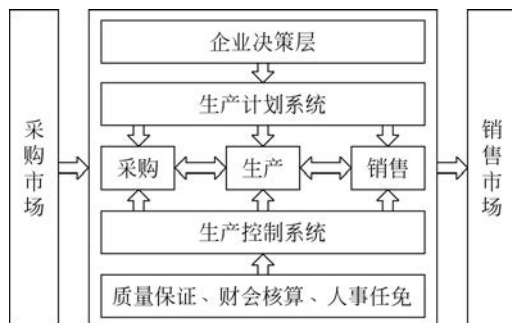 企业决策层
生产计划系统
采购市场
采购
生产
销售
销售市场
生产控制系统
质量保证、财会核算、人事任免